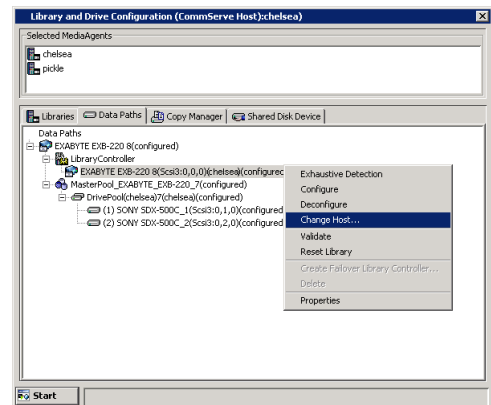 Library and Drive Configuration (CommServe Host):chelsea)
Selected MediaAgents
chelsea
pickle
Libraries
Data Paths
Copy Manager
Shared Disk Device
Data Paths
EXABYTE EXB-220 8(configured)
LibraryController
EXABYTE EXB-220 8(Scsi3:0,0,0)(chelsea)(configured
MasterPool_EXABYTE_EXB-220_7(configured)
DrivePool(chelsea)7(chelsea)(configured)
(1) SONY SDX-500C_1(Scsi3:0,1,0)(configured
(2) SONY SDX-500C_2(Scsi3:0,2,0)(configured
Exhaustive Detection
Configure
Deconfigure
Change Host...
Validate
Reset Library
Create Failover Library Controller...
Delete
Properties
Start